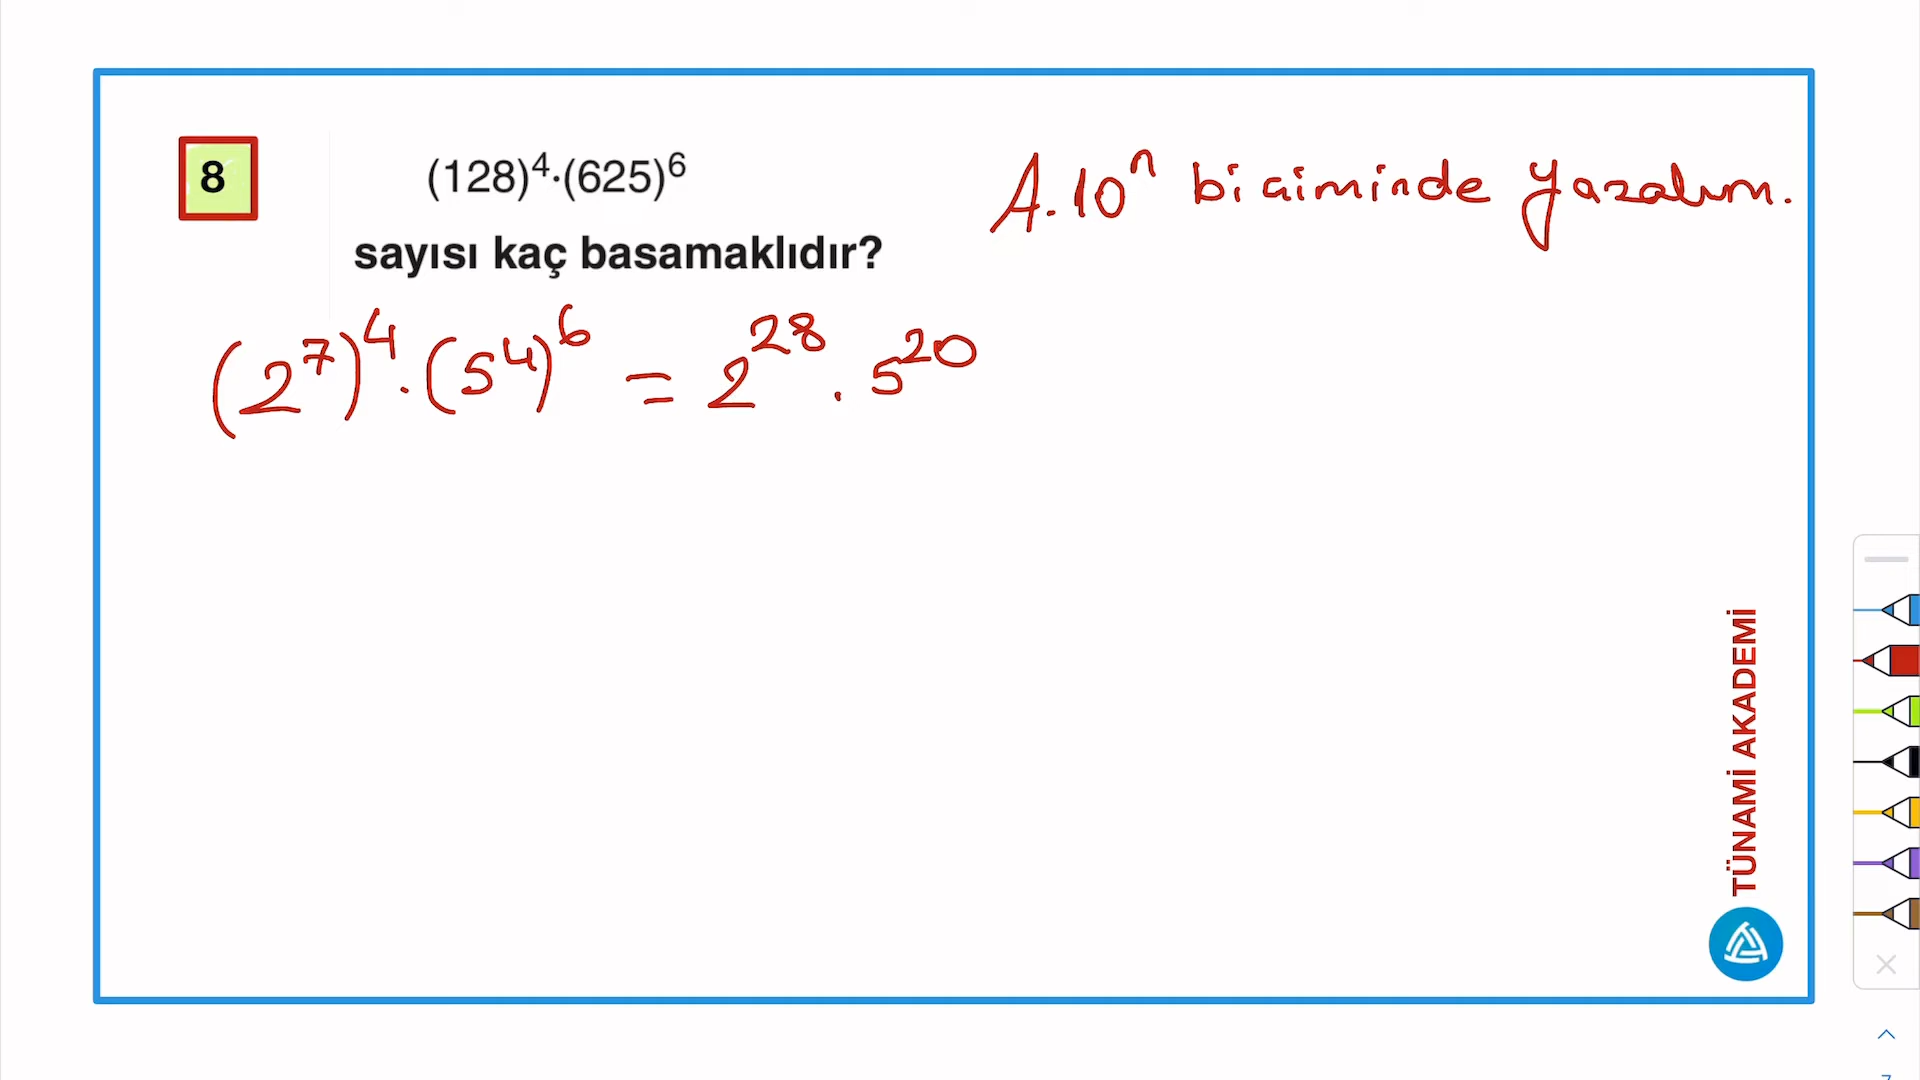 8
(128)⁴·(625)⁶
A.10ⁿ biçiminde yazalım.
sayısı kaç basamaklıdır?
(2⁷)⁴.(5⁴)⁶ = 2²⁸ . 5²⁰
TÜNAMİ AKADEMİ